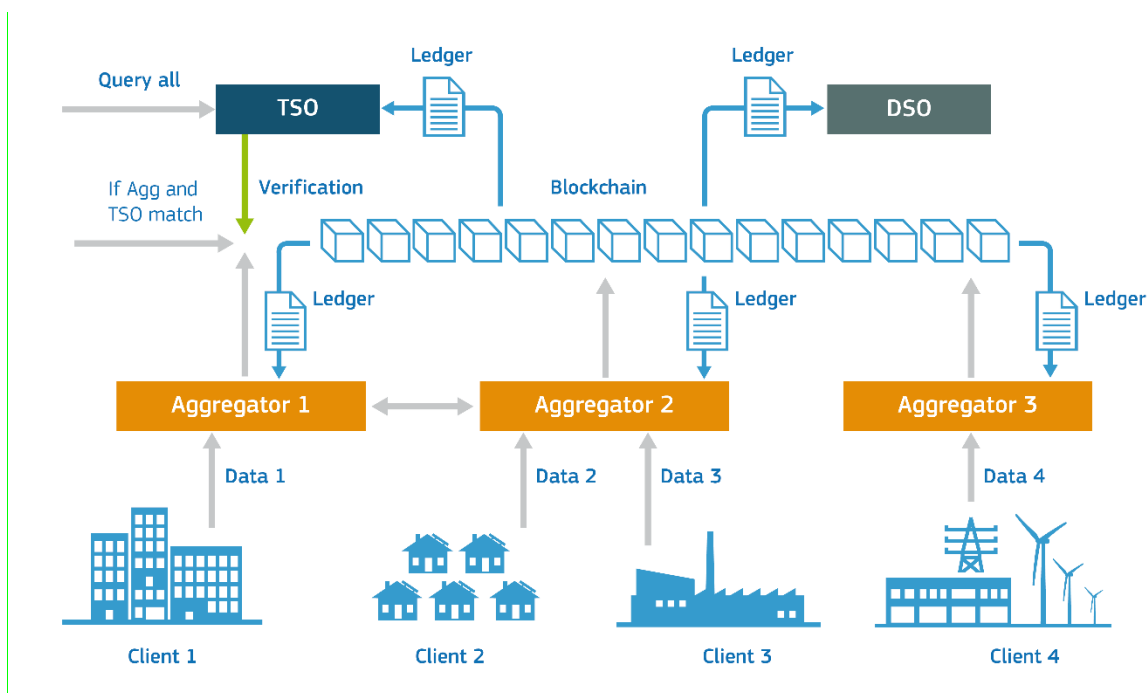 Ledger
Ledger
Query all
TSO
DSO
If Agg and
TSO match
Verification
Blockchain
Ledger
Ledger
Ledger
Aggregator 1
Aggregator 2
Aggregator 3
Data 1
Data 2
Data 3
Data 4
Client 1
Client 2
Client 3
Client 4